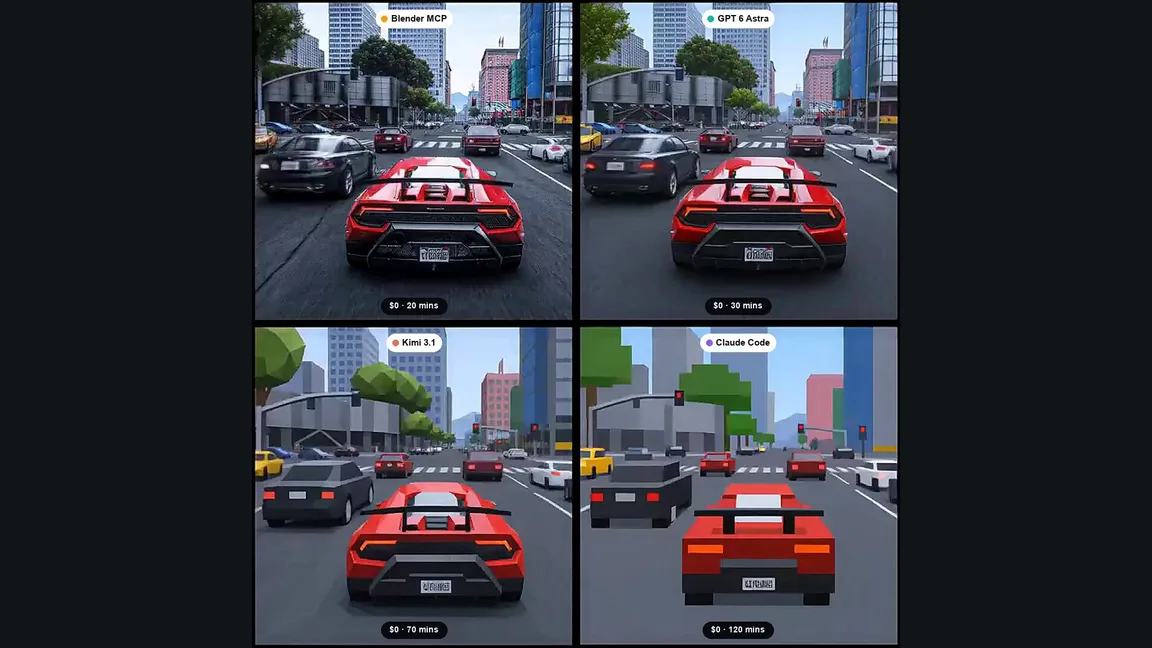 Blender MCP
GPT 6 Astra
$0 · 20 mins
$0 · 30 mins
Kimi 3.1
Claude Code
$0 · 70 mins
$0 · 120 mins